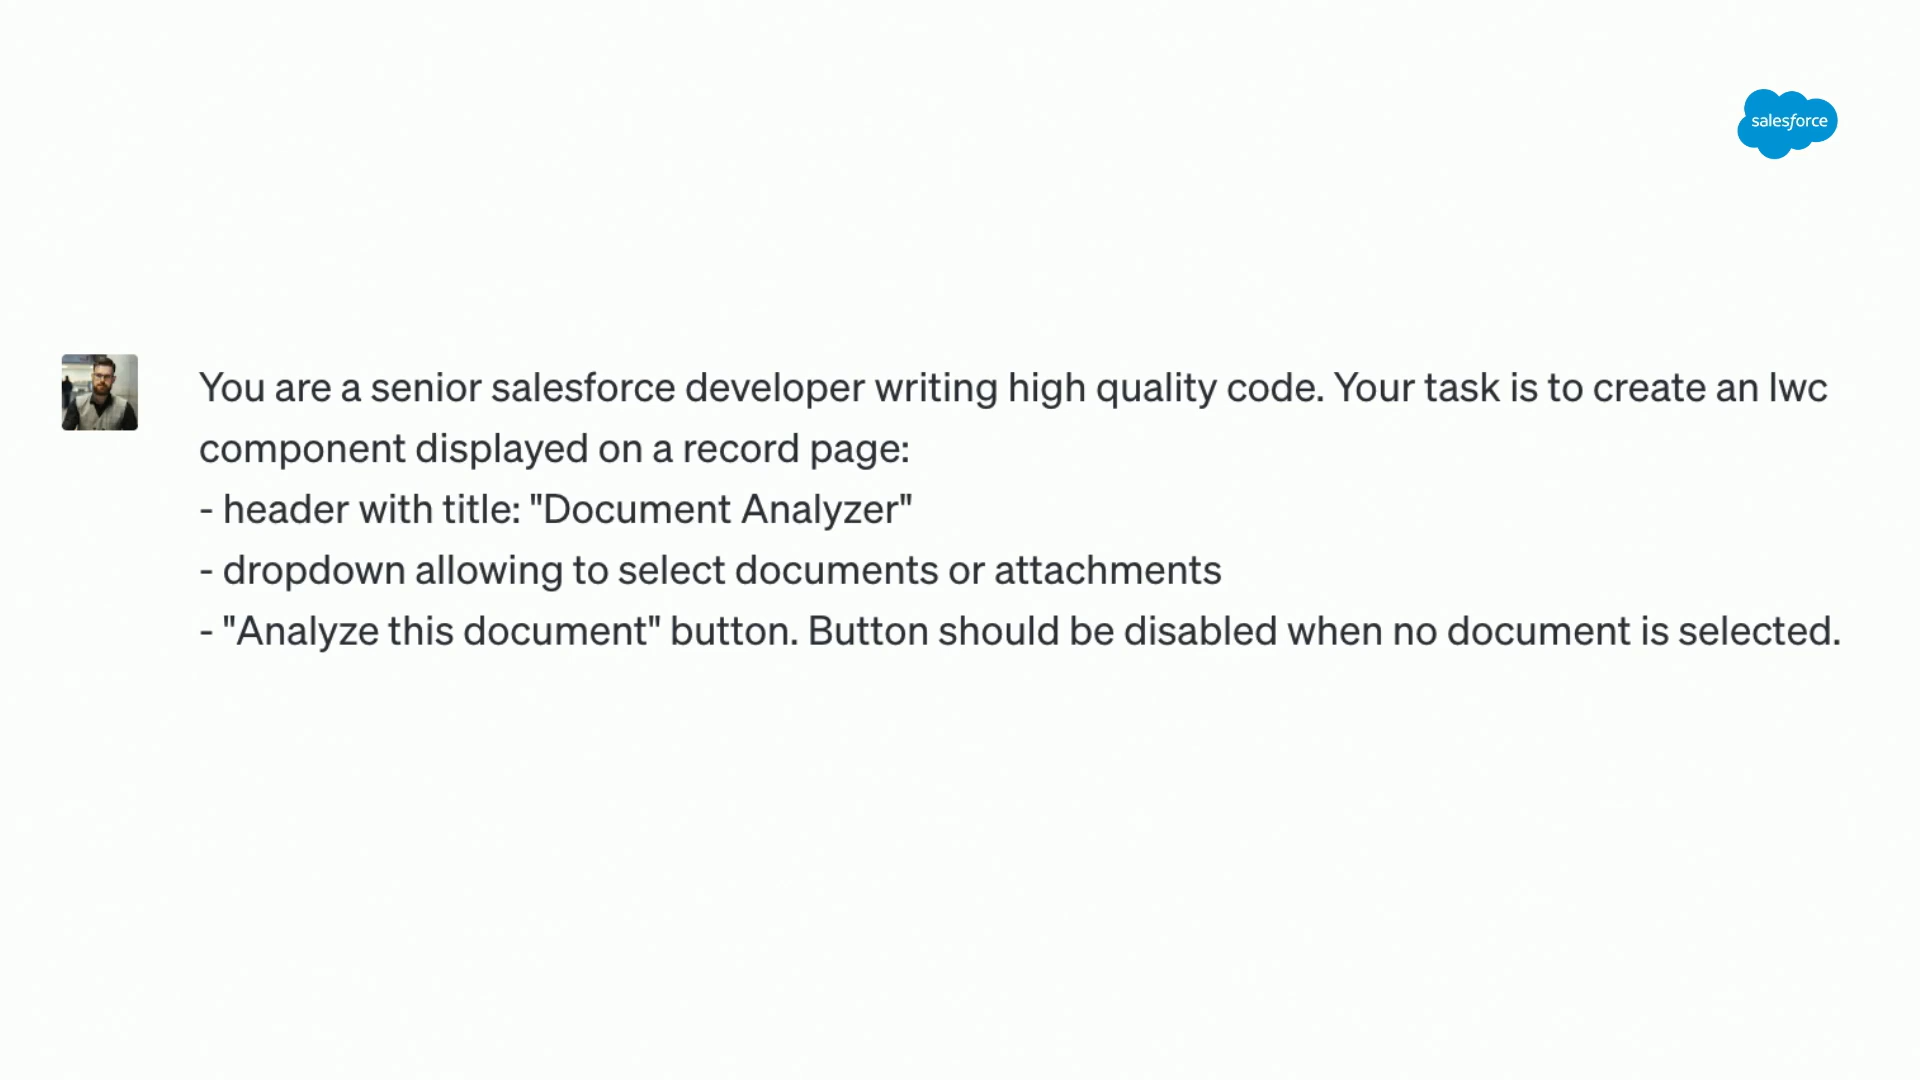 salesforce
You are a senior salesforce developer writing high quality code. Your task is to create an lwc
component displayed on a record page:
- header with title: "Document Analyzer"
- dropdown allowing to select documents or attachments
- "Analyze this document" button. Button should be disabled when no document is selected.